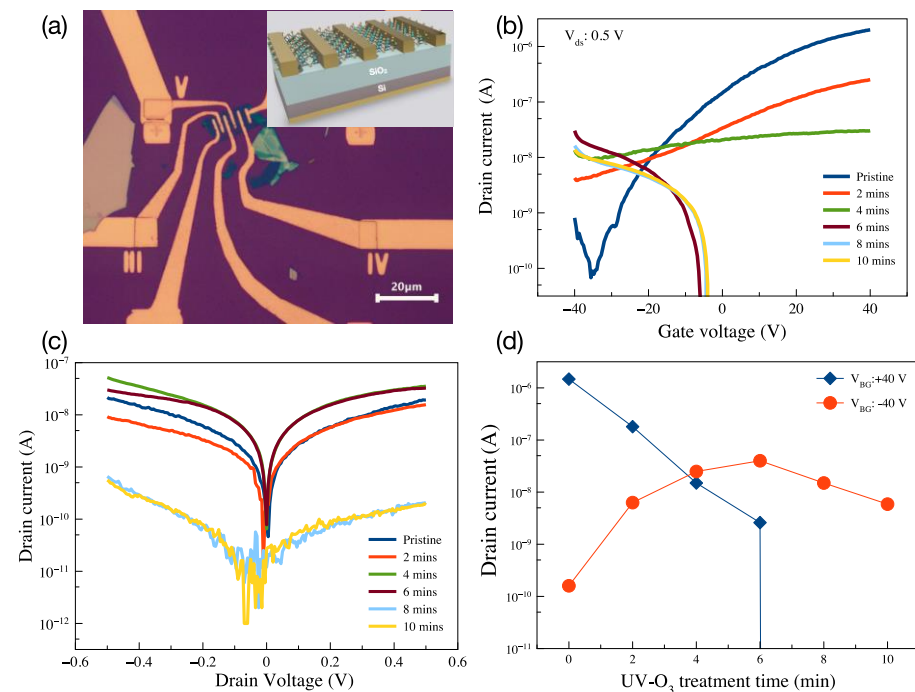 (a)
V
III
IV
20μm
SiO₂
Si
(b)
V_ds: 0.5 V
Drain current (A)
10⁻⁶
10⁻⁷
10⁻⁸
10⁻⁹
10⁻¹⁰
Pristine
2 mins
4 mins
6 mins
8 mins
10 mins
−40 −20 0 20 40
Gate voltage (V)
(c)
Drain current (A)
10⁻⁷
10⁻⁸
10⁻⁹
10⁻¹⁰
10⁻¹¹
10⁻¹²
Pristine
2 mins
4 mins
6 mins
8 mins
10 mins
−0.6 −0.4 −0.2 0 0.2 0.4 0.6
Drain Voltage (V)
(d)
V_BG:+40 V
V_BG: -40 V
Drain current (A)
10⁻⁶
10⁻⁷
10⁻⁸
10⁻⁹
10⁻¹⁰
10⁻¹¹
0 2 4 6 8 10
UV-O₃ treatment time (min)